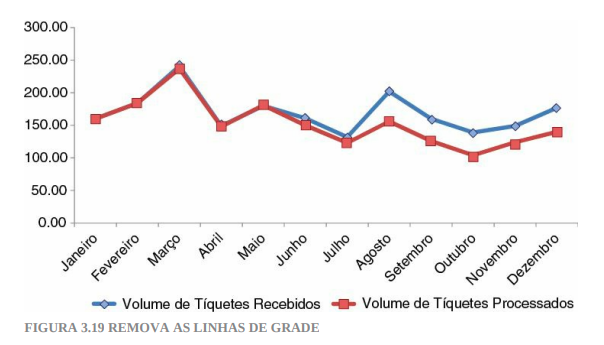 300.00
250.00
200.00
150.00
100.00
50.00
0.00
Janeiro
Fevereiro
Março
Abril
Maio
Junho
Julho
Agosto
Setembro
Outubro
Novembro
Dezembro
Volume de Tíquetes Recebidos
Volume de Tíquetes Processados
FIGURA 3.19 REMOVA AS LINHAS DE GRADE